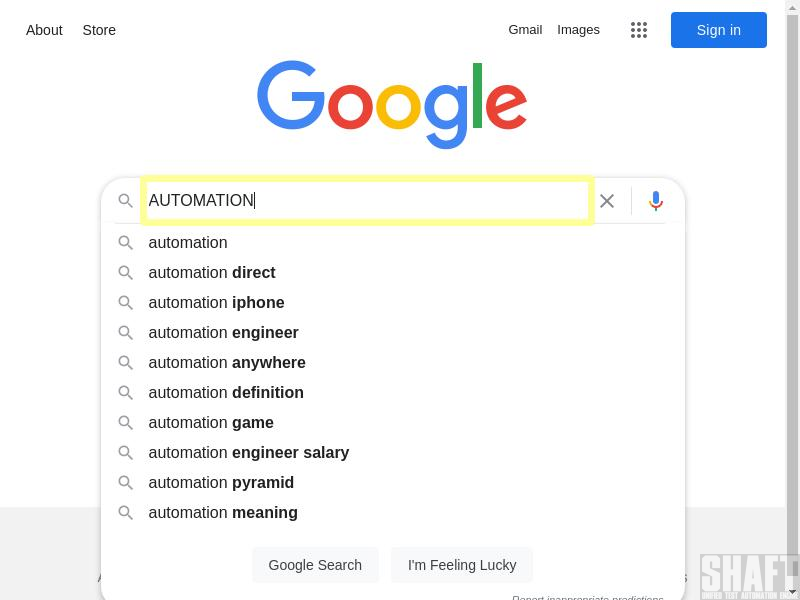 About Store Gmail Images Sign in
Google
AUTOMATION
automation
automation direct
automation iphone
automation engineer
automation anywhere
automation definition
automation game
automation engineer salary
automation pyramid
automation meaning
Google Search I'm Feeling Lucky
SHAFT
Report inappropriate predictions